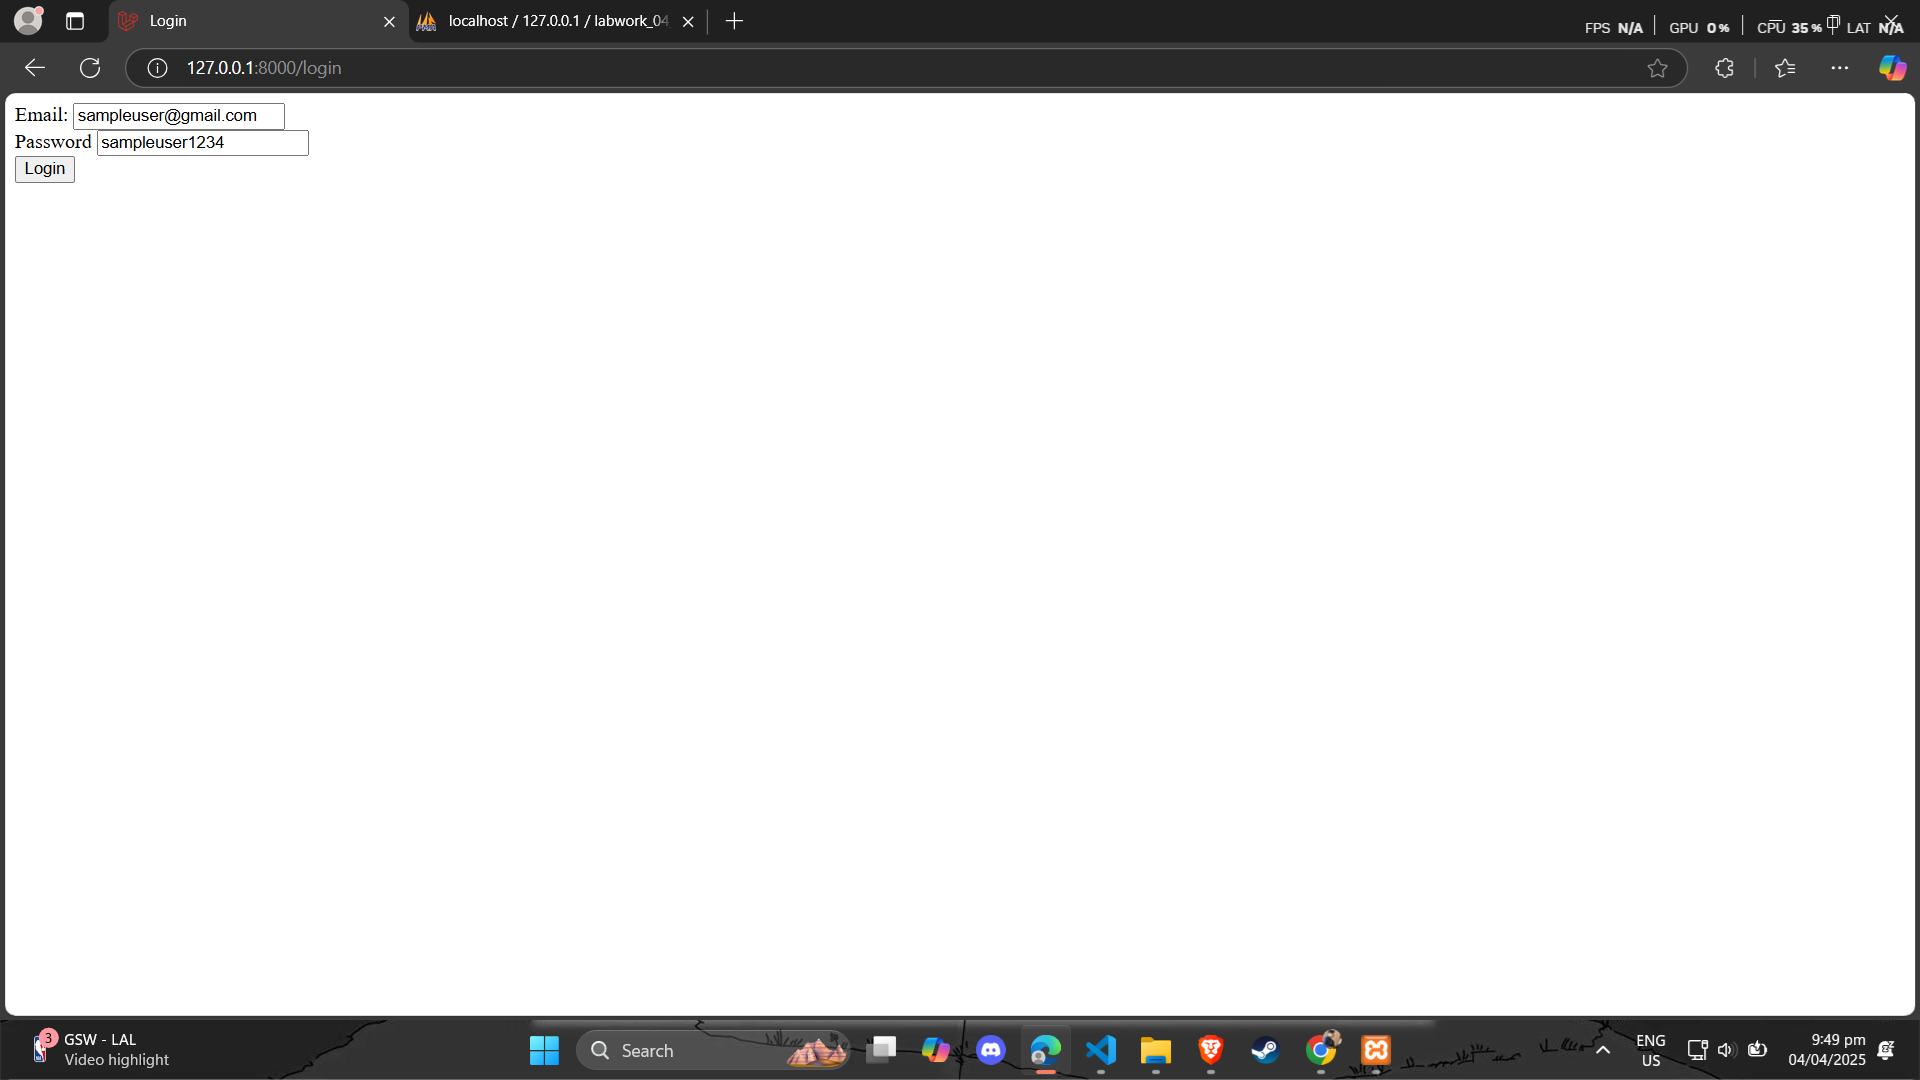 Login
localhost / 127.0.0.1 / labwork_04
FPS N/A GPU 0% CPU 35% LAT N/A
127.0.0.1:8000/login
Email: sampleuser@gmail.com
Password sampleuser1234
Login
3
GSW - LAL
Video highlight
Search
ENG
US
9:49 pm
04/04/2025